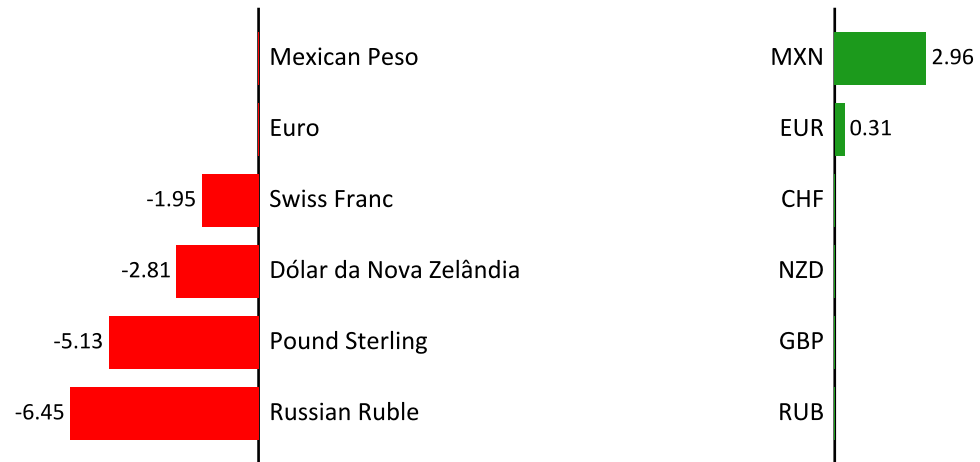 Mexican Peso MXN 2.96
Euro EUR 0.31
-1.95 Swiss Franc CHF
-2.81 Dólar da Nova Zelândia NZD
-5.13 Pound Sterling GBP
-6.45 Russian Ruble RUB